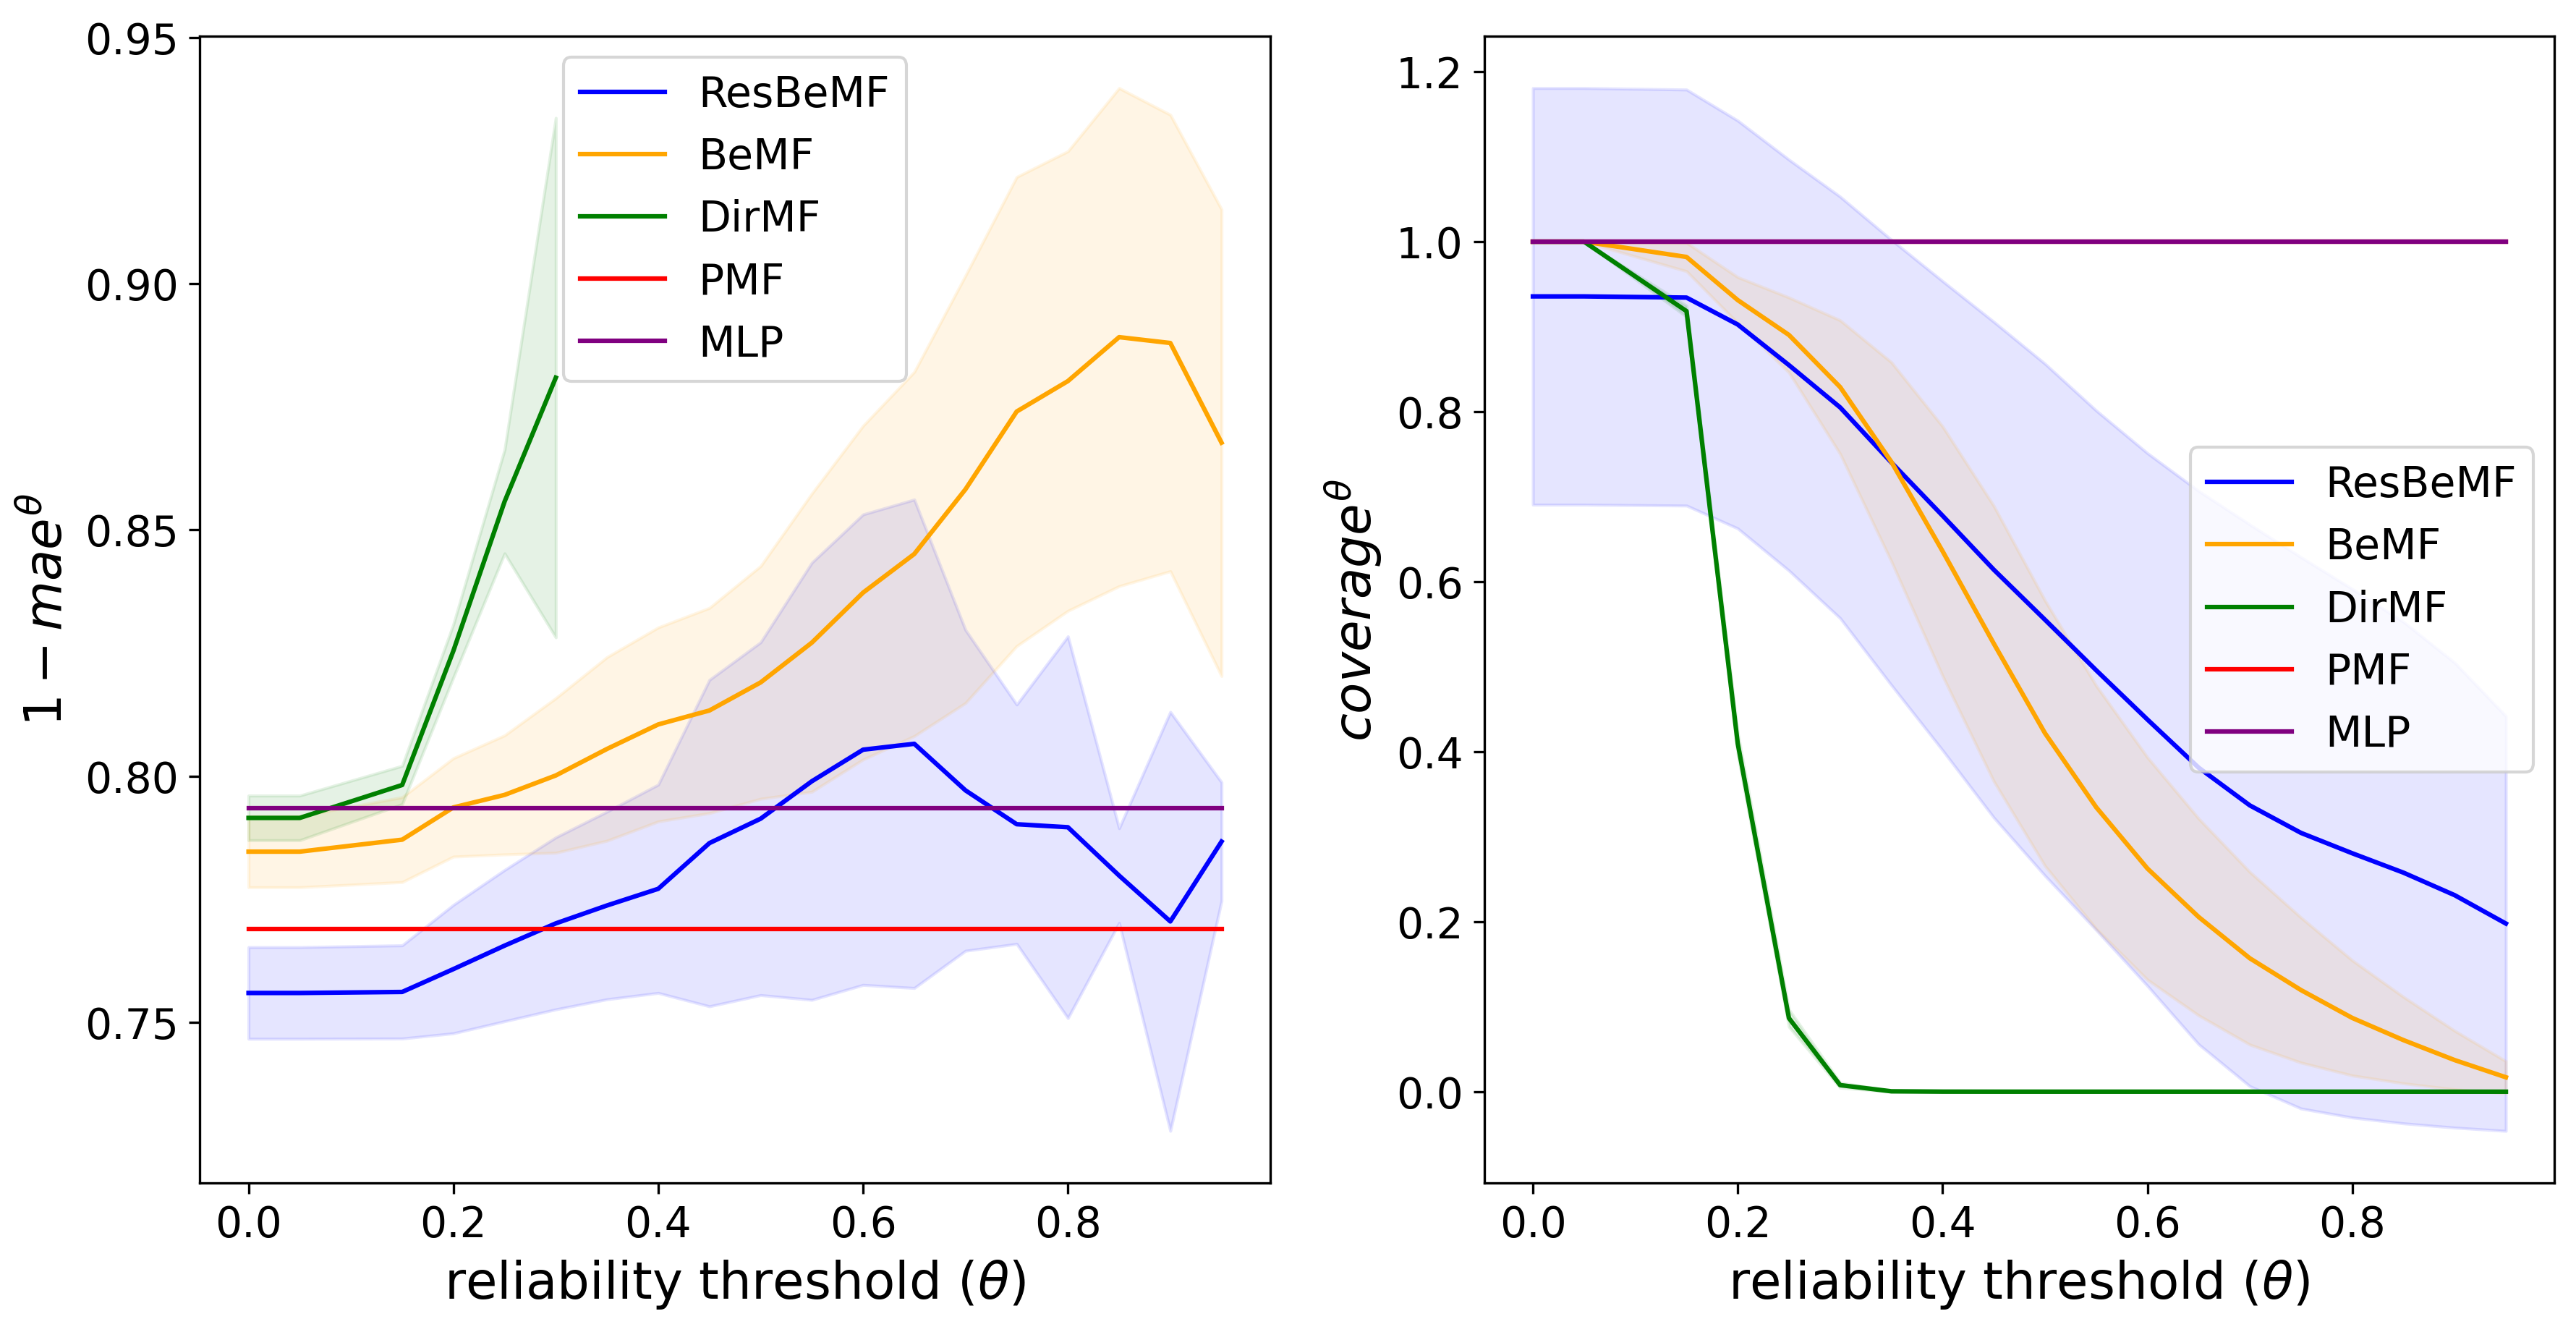 0.95
0.90
0.85
0.80
0.75
1 − mae^θ
ResBeMF
BeMF
DirMF
PMF
MLP
0.0 0.2 0.4 0.6 0.8
reliability threshold (θ)
1.2
1.0
0.8
0.6
0.4
0.2
0.0
coverage^θ
ResBeMF
BeMF
DirMF
PMF
MLP
0.0 0.2 0.4 0.6 0.8
reliability threshold (θ)